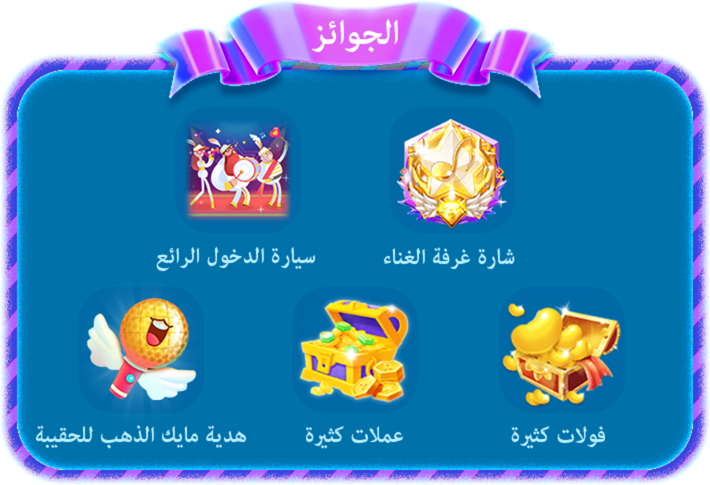 الجوائز
شارة غرفة الغناء
سيارة الدخول الرائع
فولات كثيرة
عملات كثيرة
هدية مايك الذهب للحقيبة